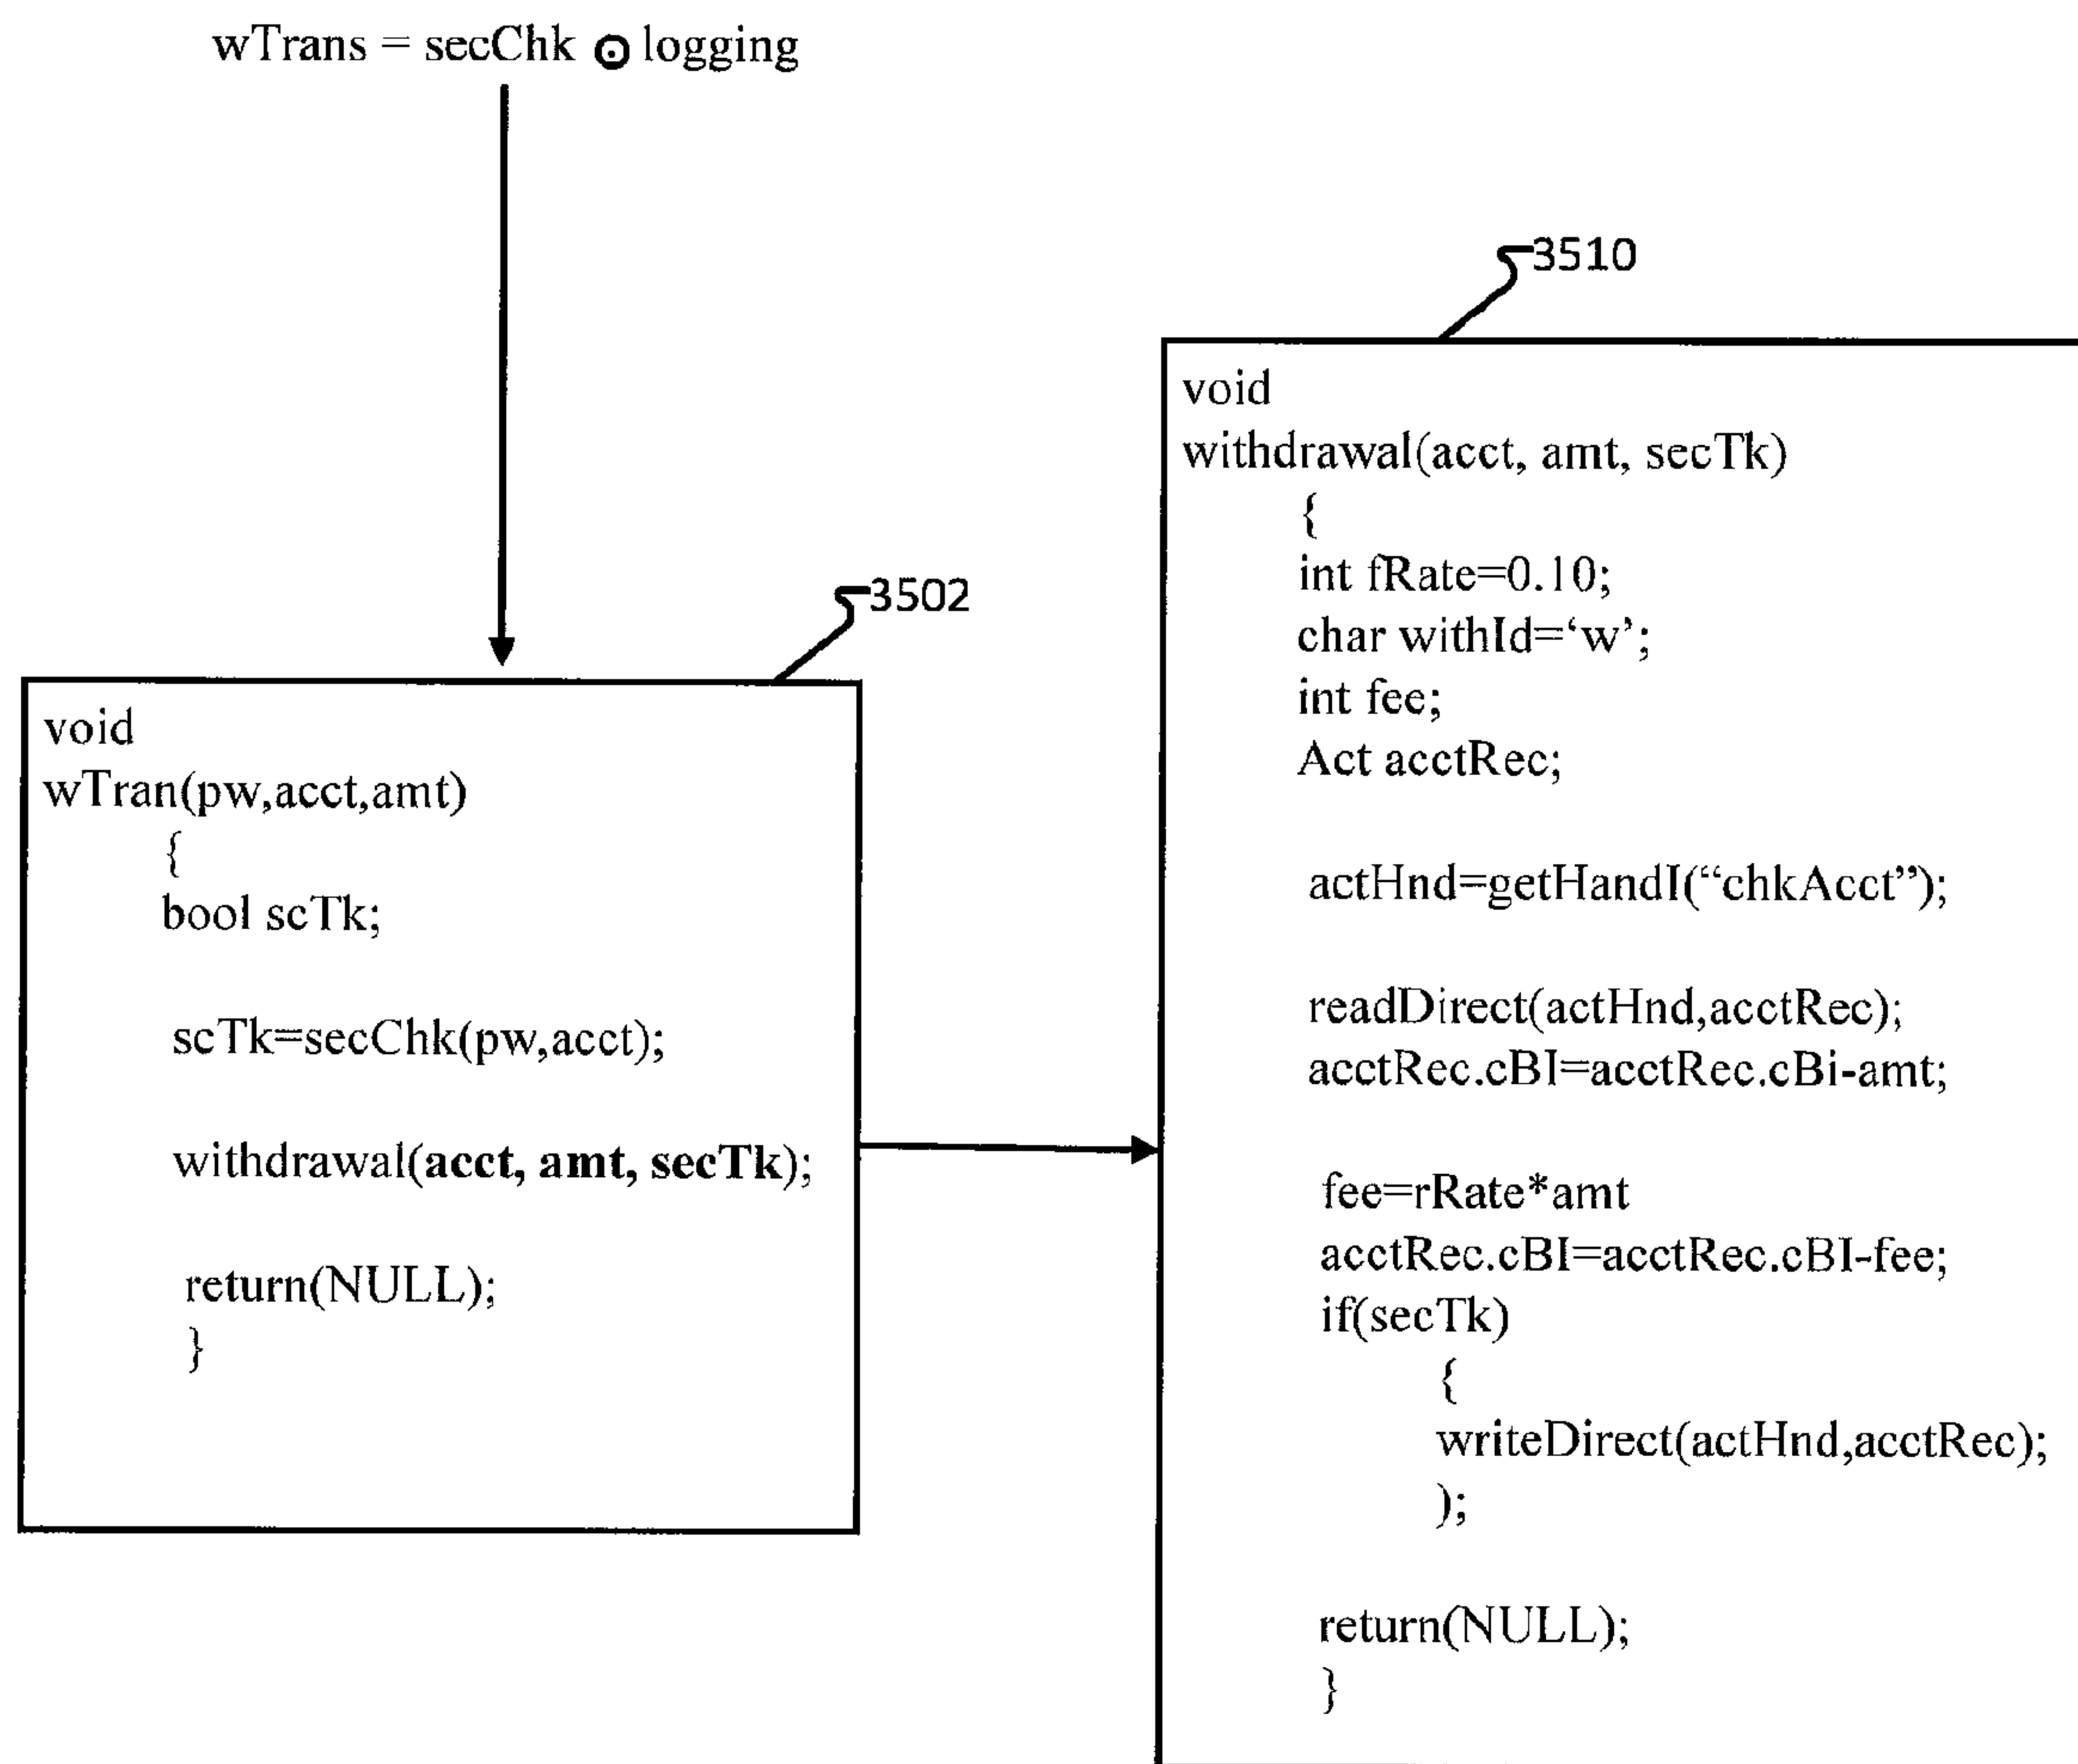 wTrans = secChk ⊙ logging
3502
void
wTran(pw,acct,amt)
{
bool scTk;
scTk=secChk(pw,acct);
withdrawal(acct, amt, secTk);
return(NULL);
}
3510
void
withdrawal(acct, amt, secTk)
{
int fRate=0.10;
char withId=‘w’;
int fee;
Act acctRec;
actHnd=getHandI(“chkAcct”);
readDirect(actHnd,acctRec);
acctRec.cBI=acctRec.cBi-amt;
fee=rRate*amt
acctRec.cBI=acctRec.cBI-fee;
if(secTk)
{
writeDirect(actHnd,acctRec);
);
return(NULL);
}